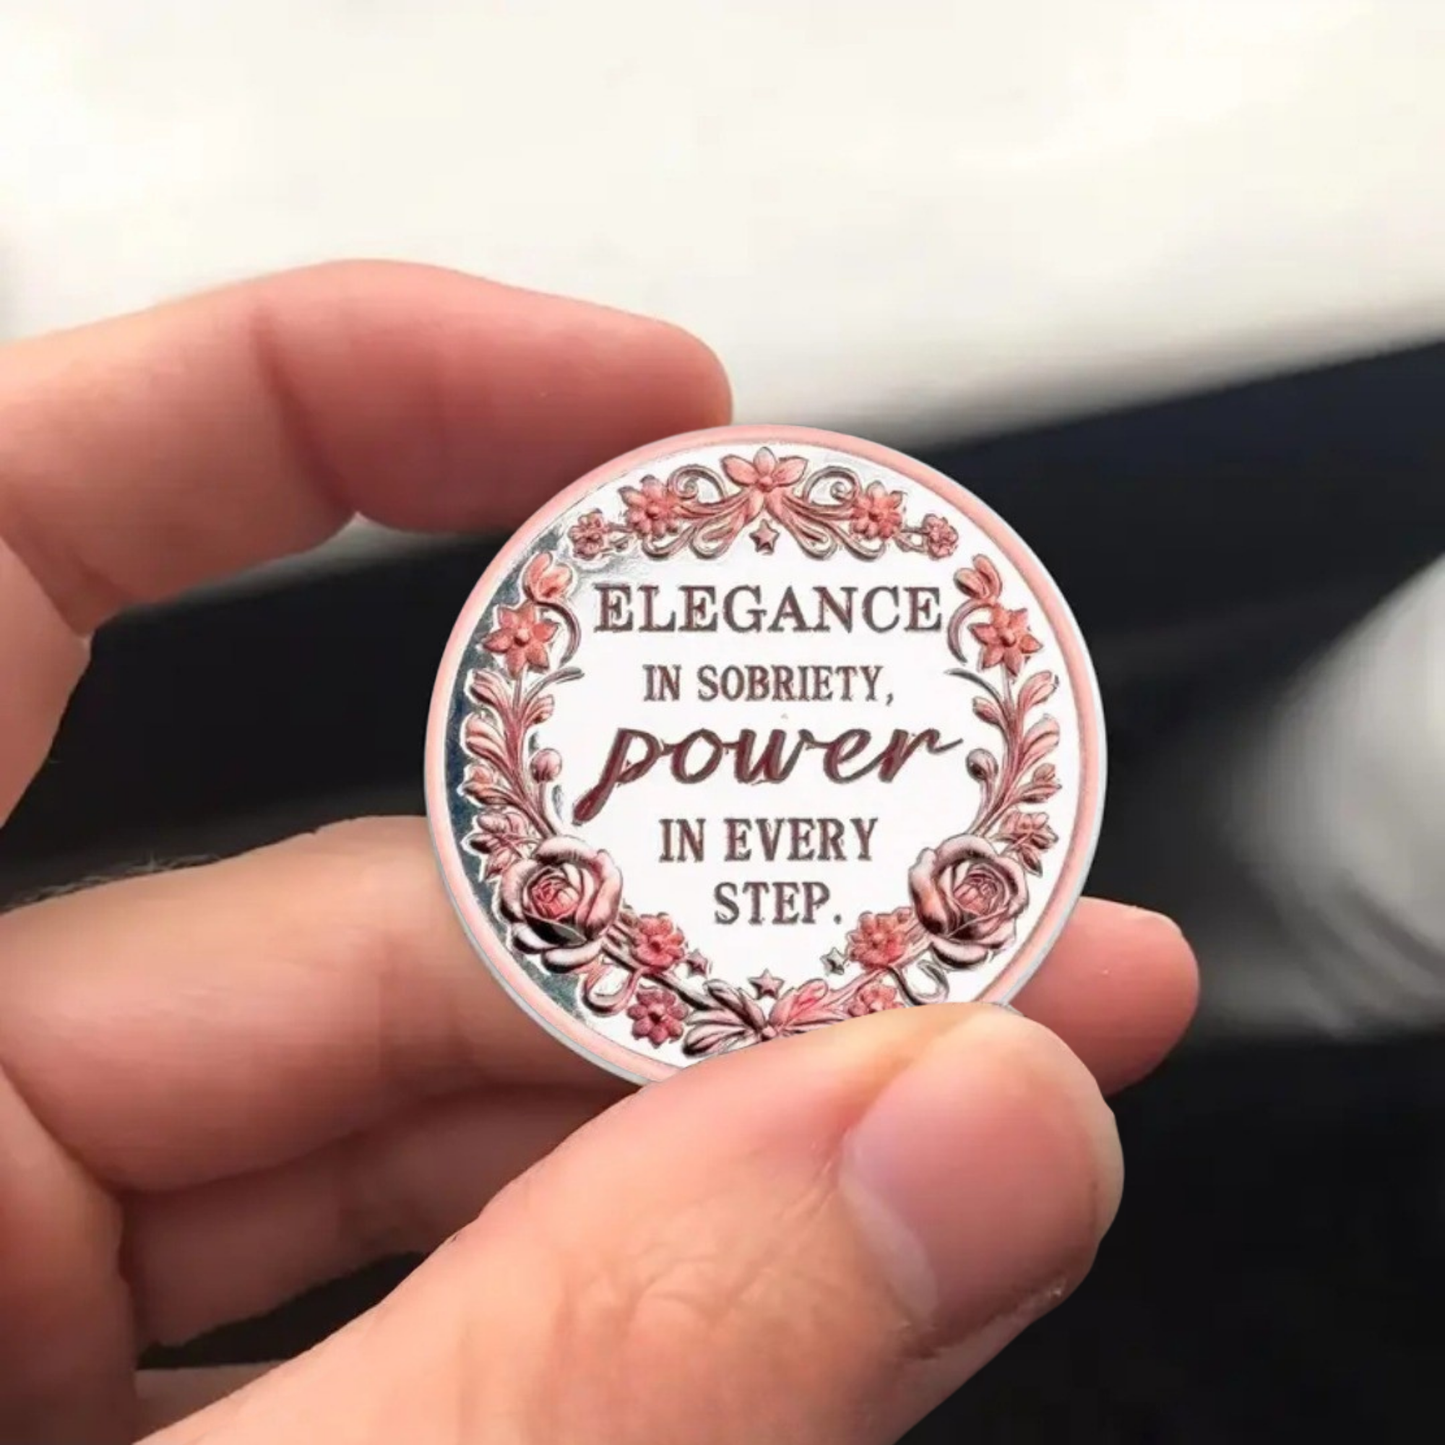 ELEGANCE
IN SOBRIETY,
power
IN EVERY
STEP.